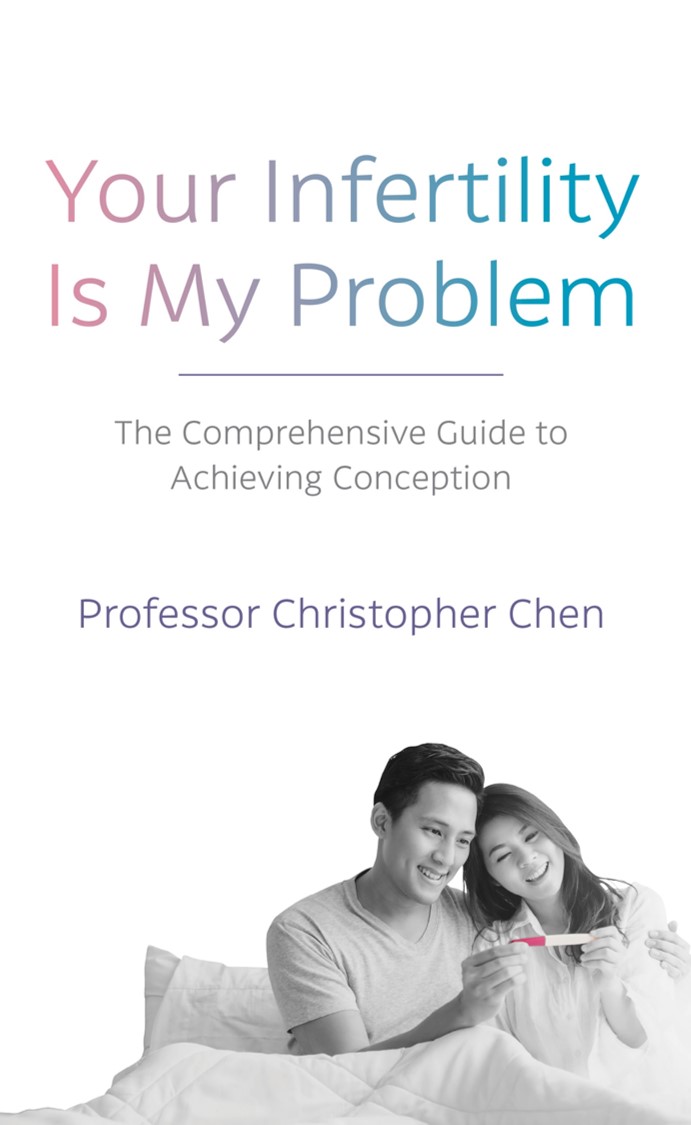 Your Infertility
Is My Problem
The Comprehensive Guide to
Achieving Conception
Professor Christopher Chen